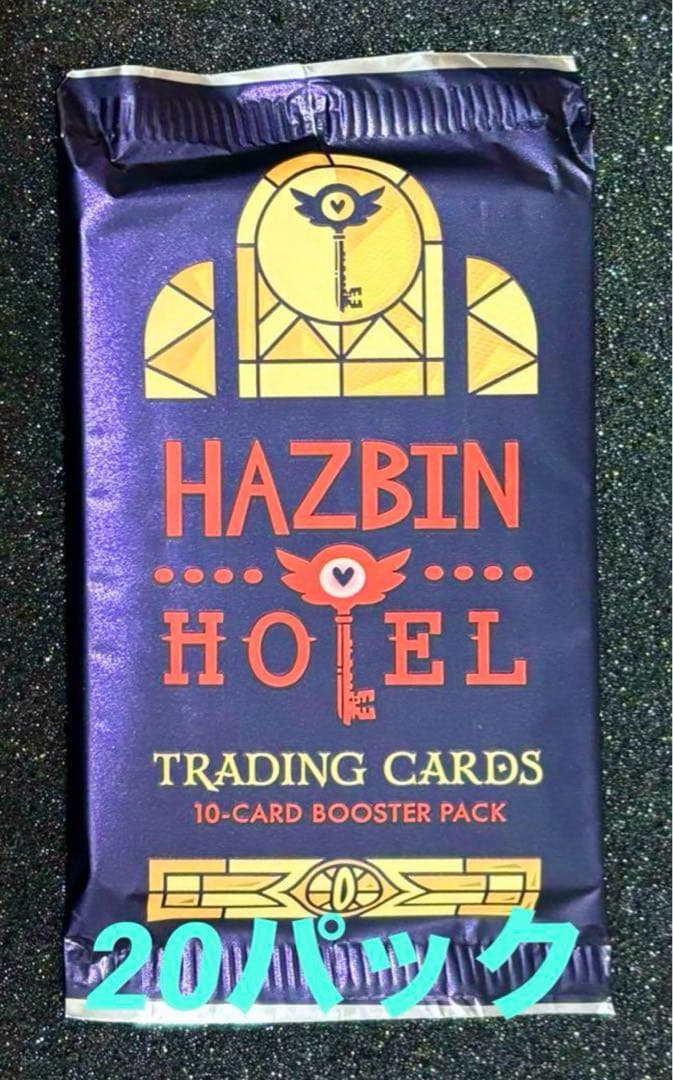 HAZBIN
HOTEL
TRADING CARDS
10-CARD BOOSTER PACK
20パック